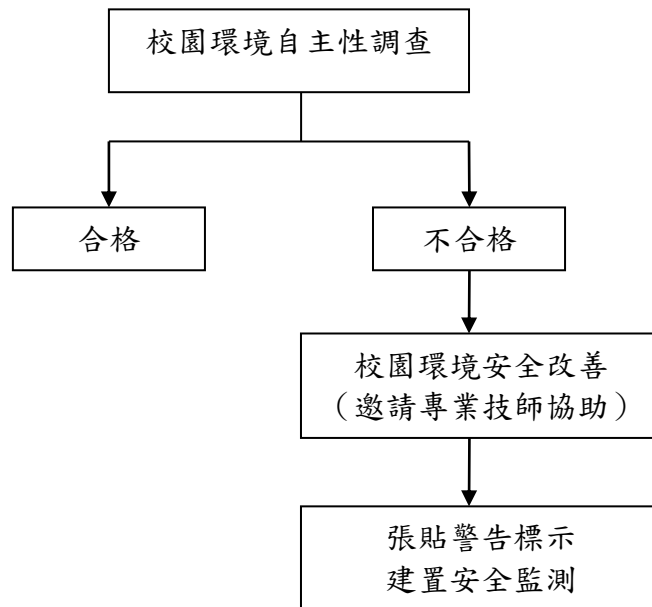 校園環境自主性調查
合格
不合格
校園環境安全改善
（邀請專業技師協助）
張貼警告標示
建置安全監測